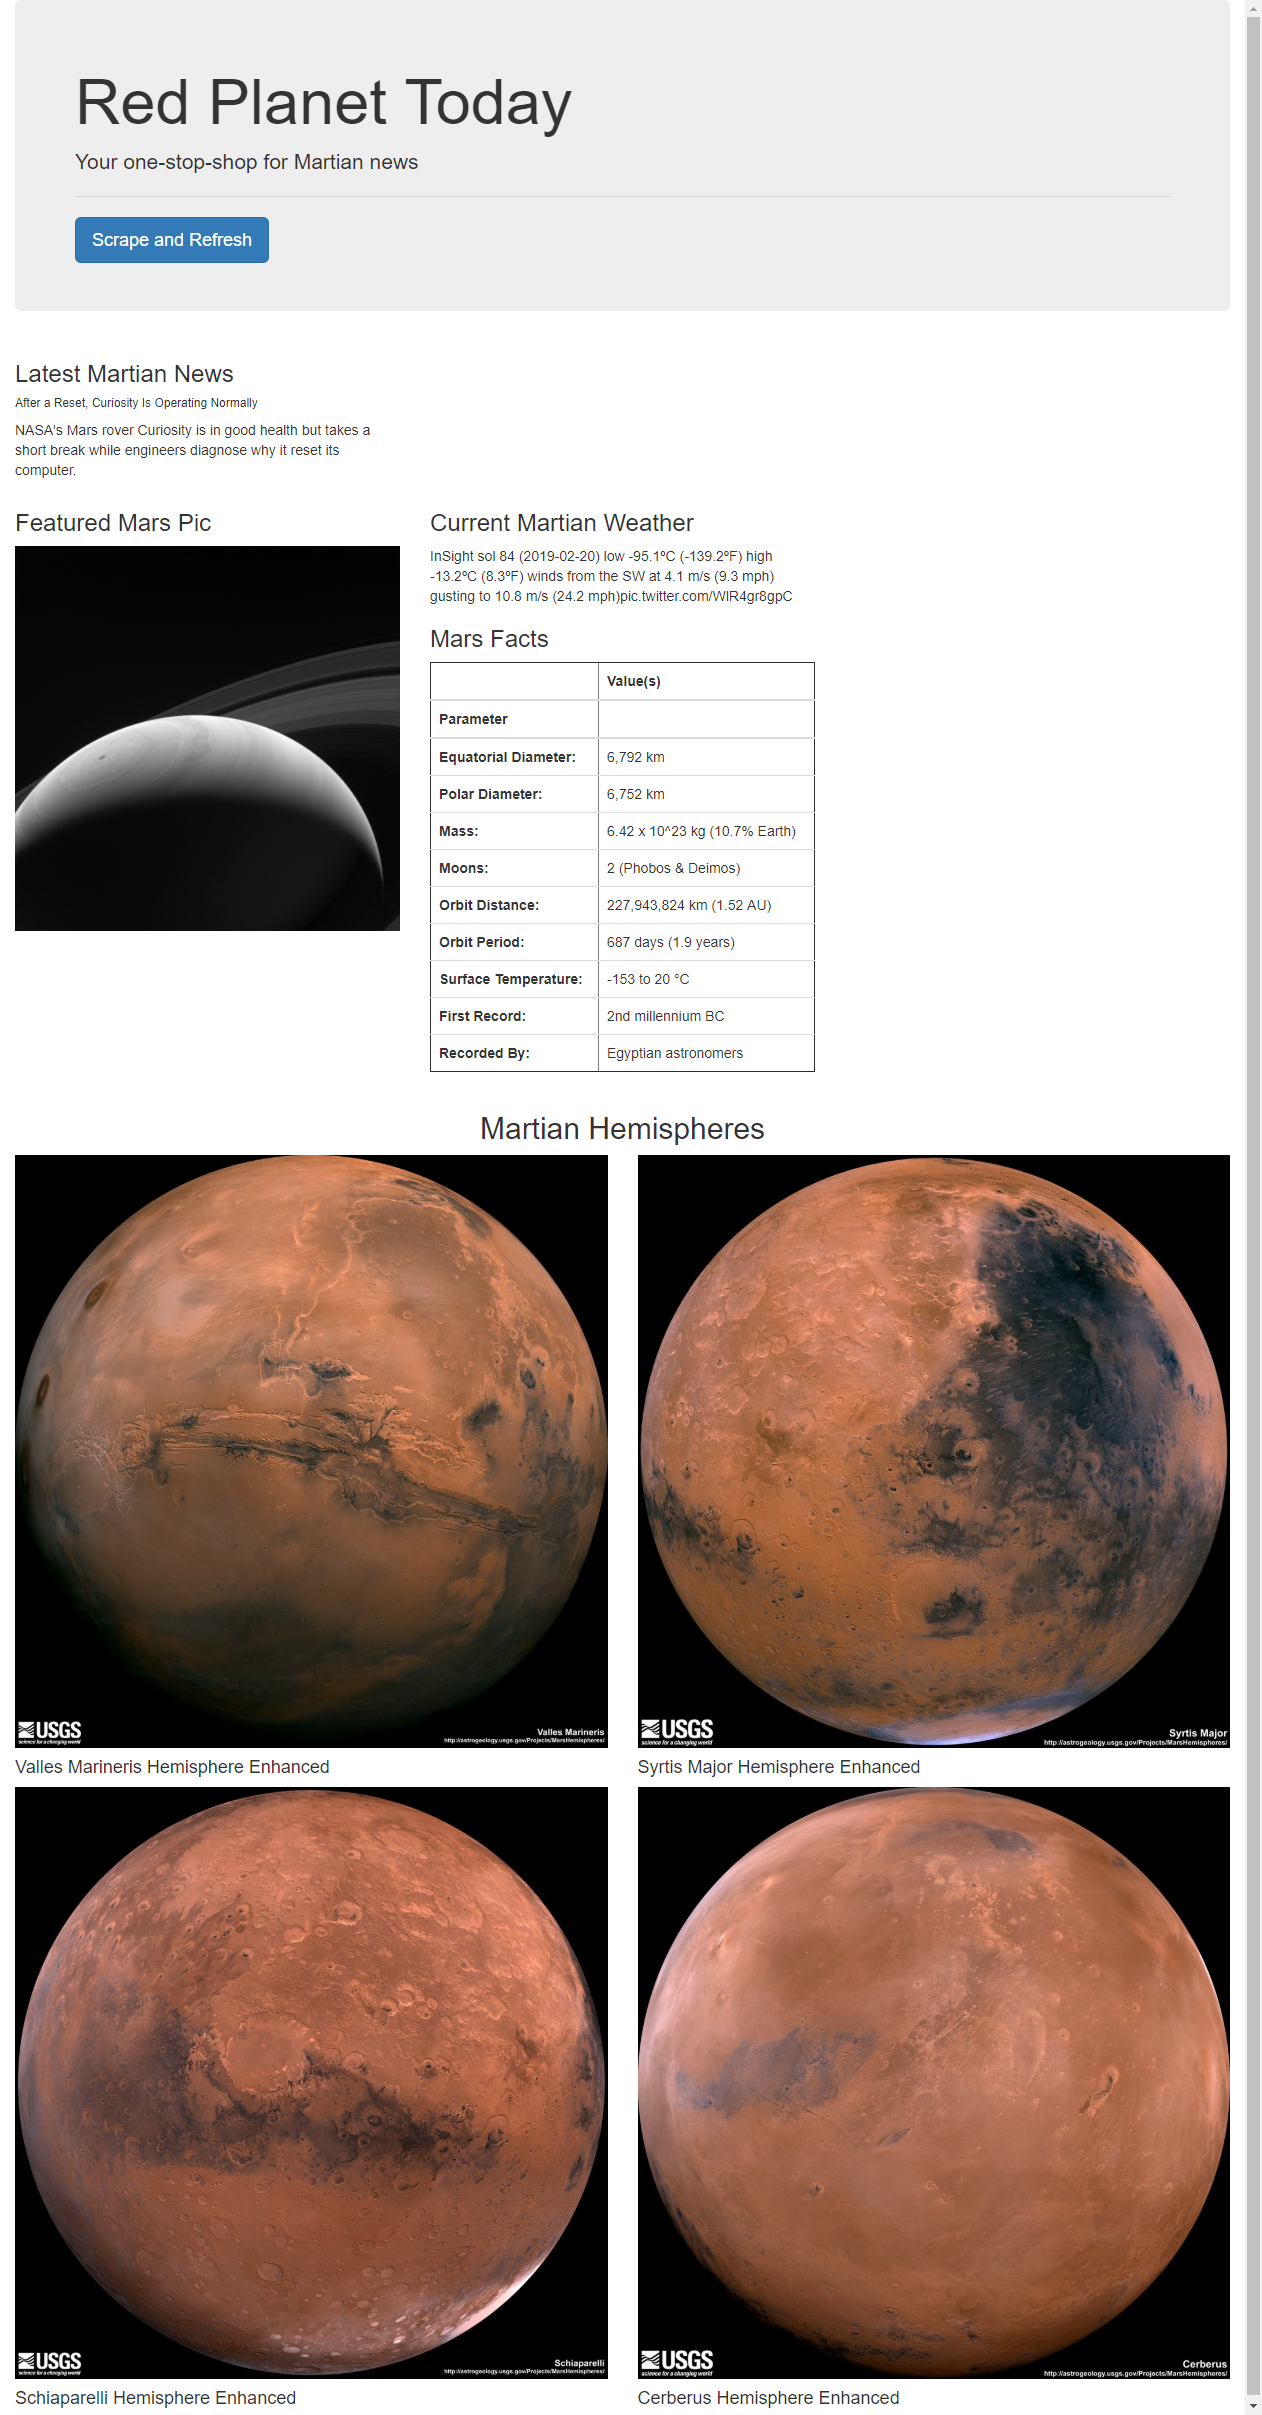 Red Planet Today
Your one-stop-shop for Martian news
Scrape and Refresh
Latest Martian News
After a Reset, Curiosity Is Operating Normally
NASA's Mars rover Curiosity is in good health but takes a
short break while engineers diagnose why it reset its
computer.
Featured Mars Pic
Current Martian Weather
InSight sol 84 (2019-02-20) low -95.1ºC (-139.2ºF) high
-13.2ºC (8.3ºF) winds from the SW at 4.1 m/s (9.3 mph)
gusting to 10.8 m/s (24.2 mph)pic.twitter.com/WlR4gr8gpC
Mars Facts
Value(s)
Parameter
Equatorial Diameter: 6,792 km
Polar Diameter: 6,752 km
Mass: 6.42 x 10^23 kg (10.7% Earth)
Moons: 2 (Phobos & Deimos)
Orbit Distance: 227,943,824 km (1.52 AU)
Orbit Period: 687 days (1.9 years)
Surface Temperature: -153 to 20 °C
First Record: 2nd millennium BC
Recorded By: Egyptian astronomers
Martian Hemispheres
USGS
science for a changing world
Valles Marineris
http://astrogeology.usgs.gov/Projects/MarsHemispheres/
Valles Marineris Hemisphere Enhanced
USGS
science for a changing world
Syrtis Major
http://astrogeology.usgs.gov/Projects/MarsHemispheres/
Syrtis Major Hemisphere Enhanced
USGS
science for a changing world
Schiaparelli
http://astrogeology.usgs.gov/Projects/MarsHemispheres/
Schiaparelli Hemisphere Enhanced
USGS
science for a changing world
Cerberus
http://astrogeology.usgs.gov/Projects/MarsHemispheres/
Cerberus Hemisphere Enhanced